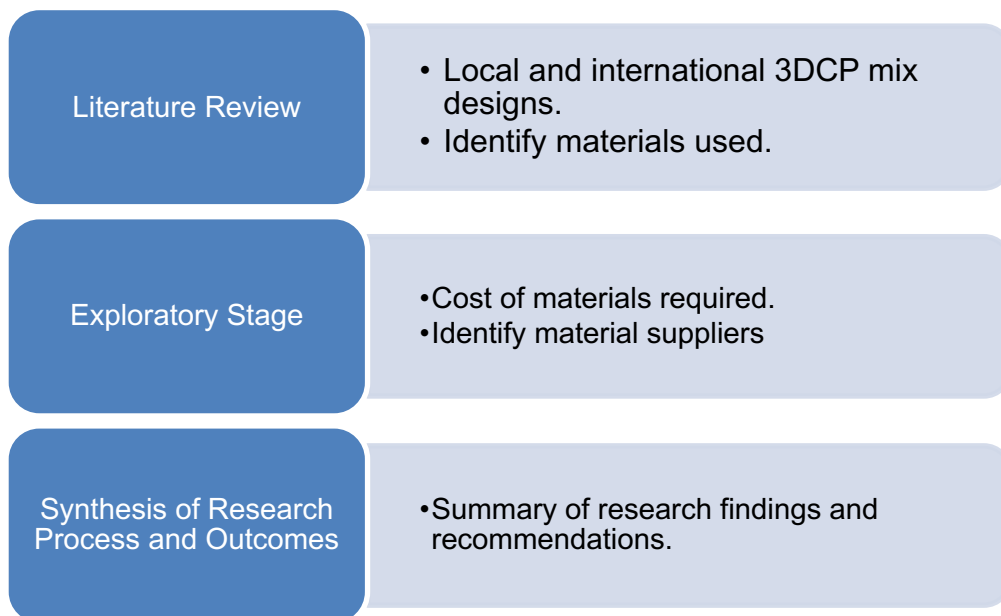 Literature Review
• Local and international 3DCP mix
designs.
• Identify materials used.
Exploratory Stage
•Cost of materials required.
•Identify material suppliers
Synthesis of Research
Process and Outcomes
•Summary of research findings and
recommendations.